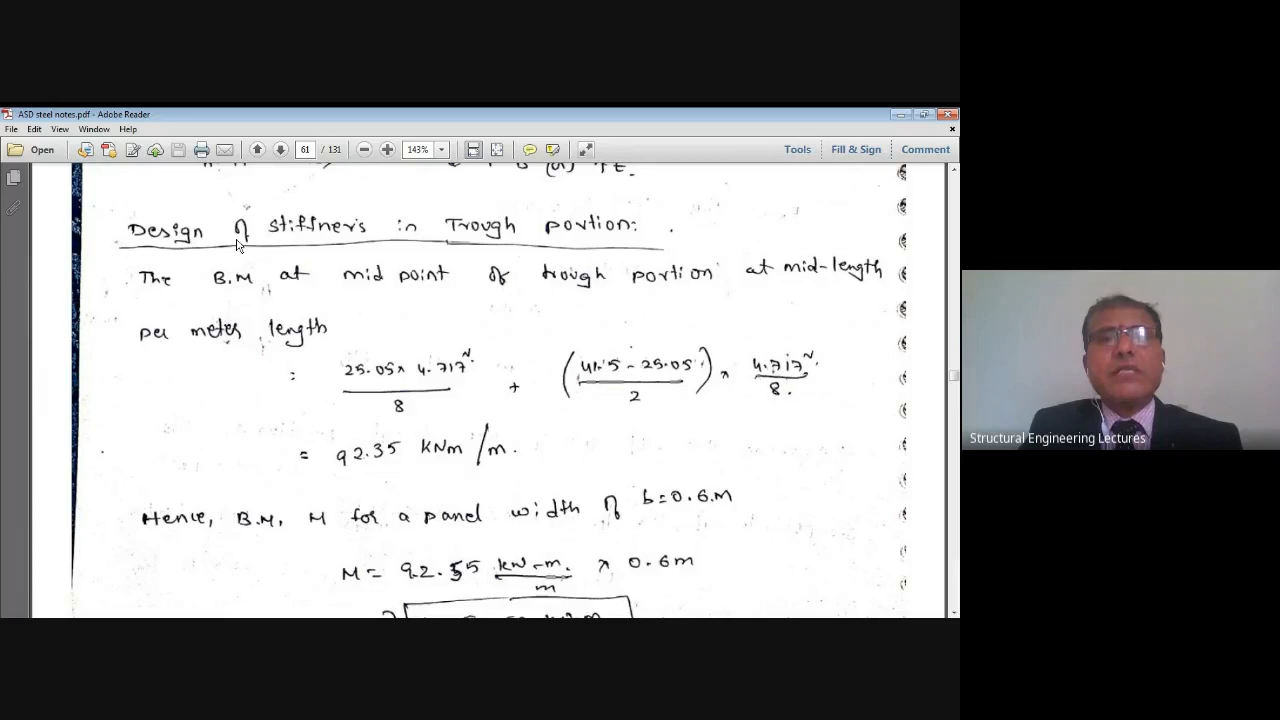 ASD steel notes.pdf - Adobe Reader
File Edit View Window Help
Open 61 / 131 143% Tools Fill & Sign Comment
Design of stiffiners in Trough portion:
The B.M at mid point of trough portion at mid-length
per meter length
= 25.05 x 4.717² / 8 + (41.5 - 25.05 / 2) x 4.717² / 8.
= 92.35 KNm/m.
Hence, B.M, M for a panel width of b=0.6.m
M = 92.35 kN-m. / m x 0.6m
Structural Engineering Lectures